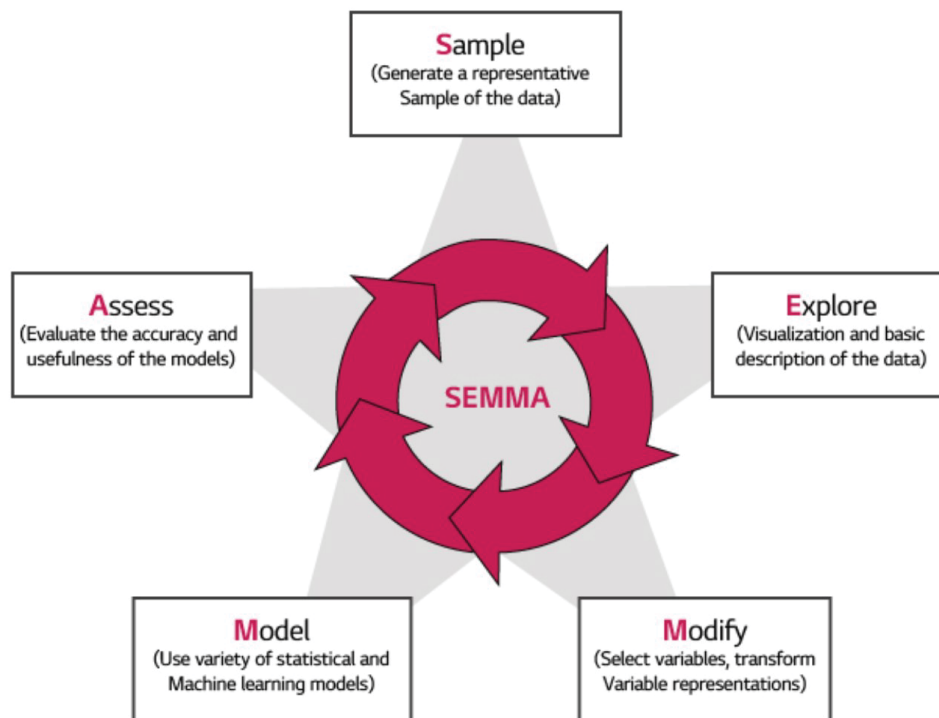 Sample
(Generate a representative
Sample of the data)
Assess
(Evaluate the accuracy and
usefulness of the models)
Explore
(Visualization and basic
description of the data)
SEMMA
Model
(Use variety of statistical and
Machine learning models)
Modify
(Select variables, transform
Variable representations)